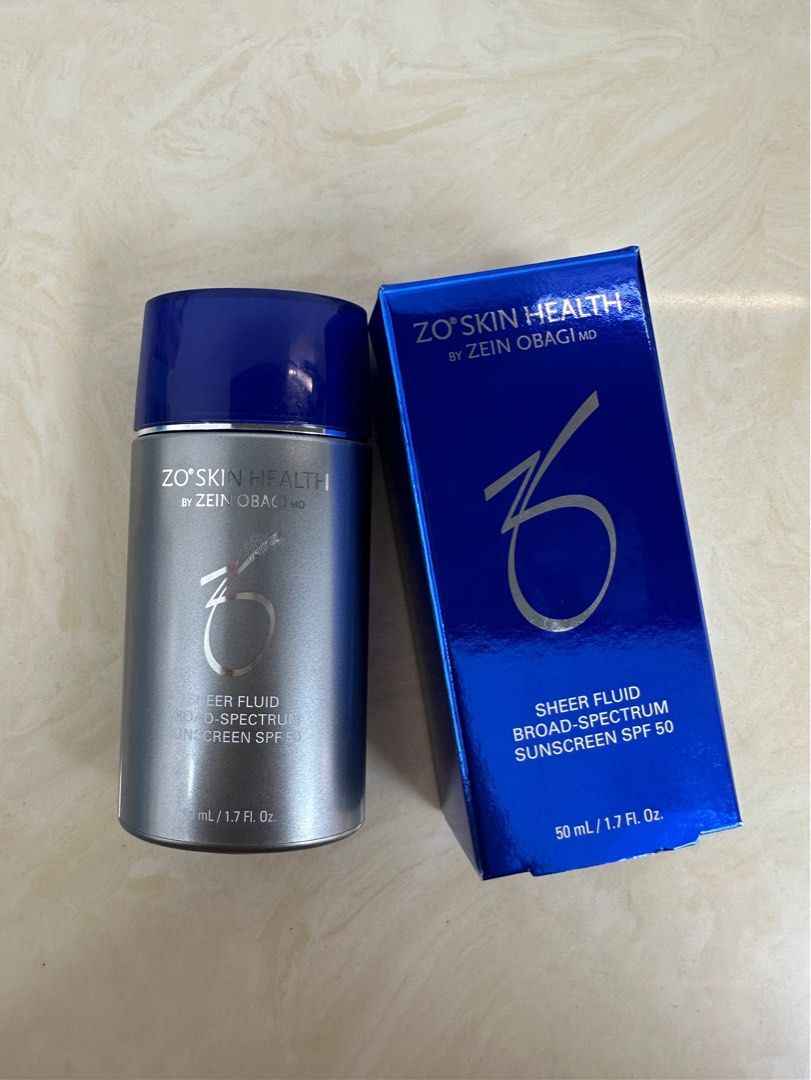 ZO® SKIN HEALTH
BY ZEIN OBAGI MD
SHEER FLUID
BROAD-SPECTRUM
SUNSCREEN SPF 50
50 mL / 1.7 Fl. Oz.
ZO® SKIN HEALTH
BY ZEIN OBAGI MD
SHEER FLUID
BROAD-SPECTRUM
SUNSCREEN SPF 50
50 mL / 1.7 Fl. Oz.